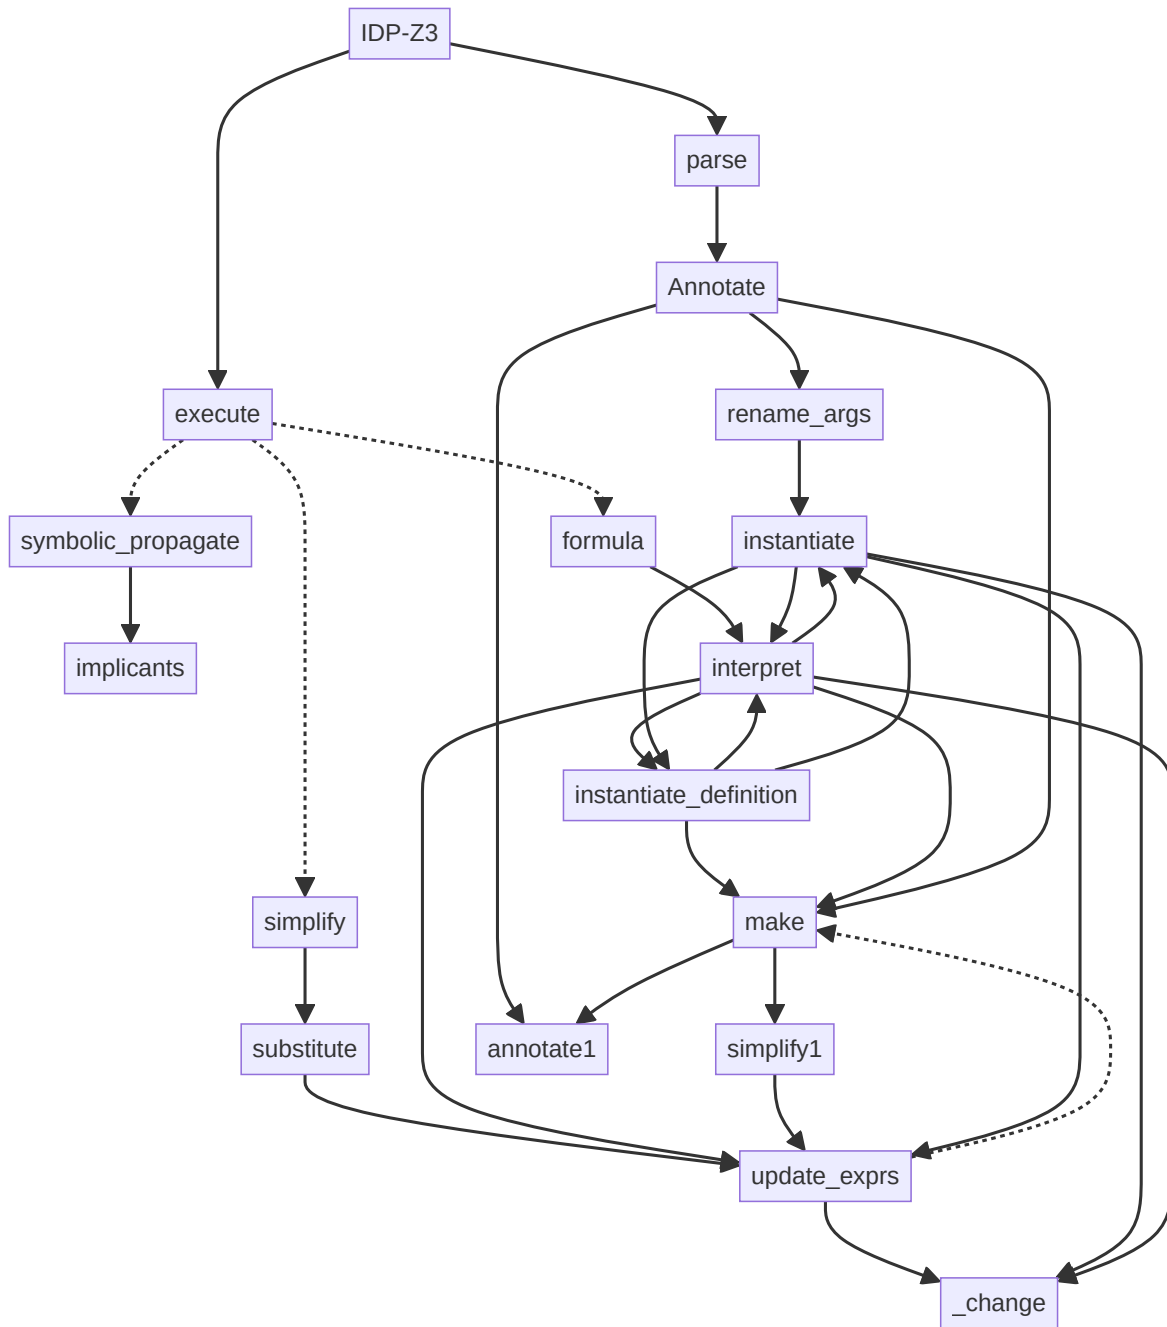 IDP-Z3
parse
Annotate
execute
rename_args
symbolic_propagate
formula
instantiate
implicants
interpret
instantiate_definition
simplify
make
substitute
annotate1
simplify1
update_exprs
_change